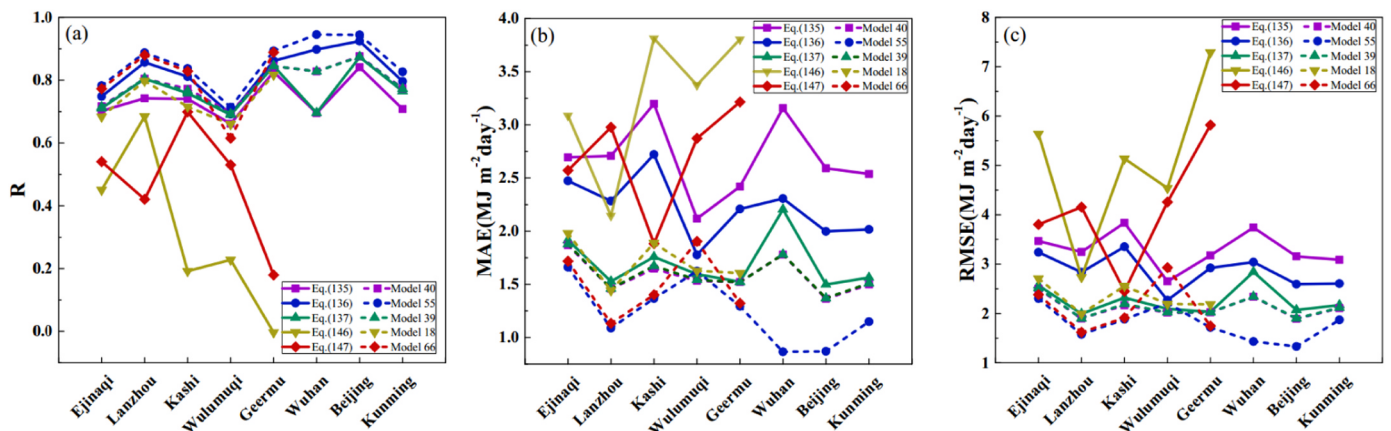 (a)
R
1.0
0.8
0.6
0.4
0.2
0.0
Eq.(135) Model 40
Eq.(136) Model 55
Eq.(137) Model 39
Eq.(146) Model 18
Eq.(147) Model 66
Ejinaqi
Lanzhou
Kashi
Wulumuqi
Geermu
Wuhan
Beijing
Kunming
(b)
MAE(MJ m⁻² day⁻¹)
4.0
3.5
3.0
2.5
2.0
1.5
1.0
Eq.(135) Model 40
Eq.(136) Model 55
Eq.(137) Model 39
Eq.(146) Model 18
Eq.(147) Model 66
Ejinaqi
Lanzhou
Kashi
Wulumuqi
Geermu
Wuhan
Beijing
Kunming
(c)
RMSE(MJ m⁻² day⁻¹)
8
7
6
5
4
3
2
1
Eq.(135) Model 40
Eq.(136) Model 55
Eq.(137) Model 39
Eq.(146) Model 18
Eq.(147) Model 66
Ejinaqi
Lanzhou
Kashi
Wulumuqi
Geermu
Wuhan
Beijing
Kunming